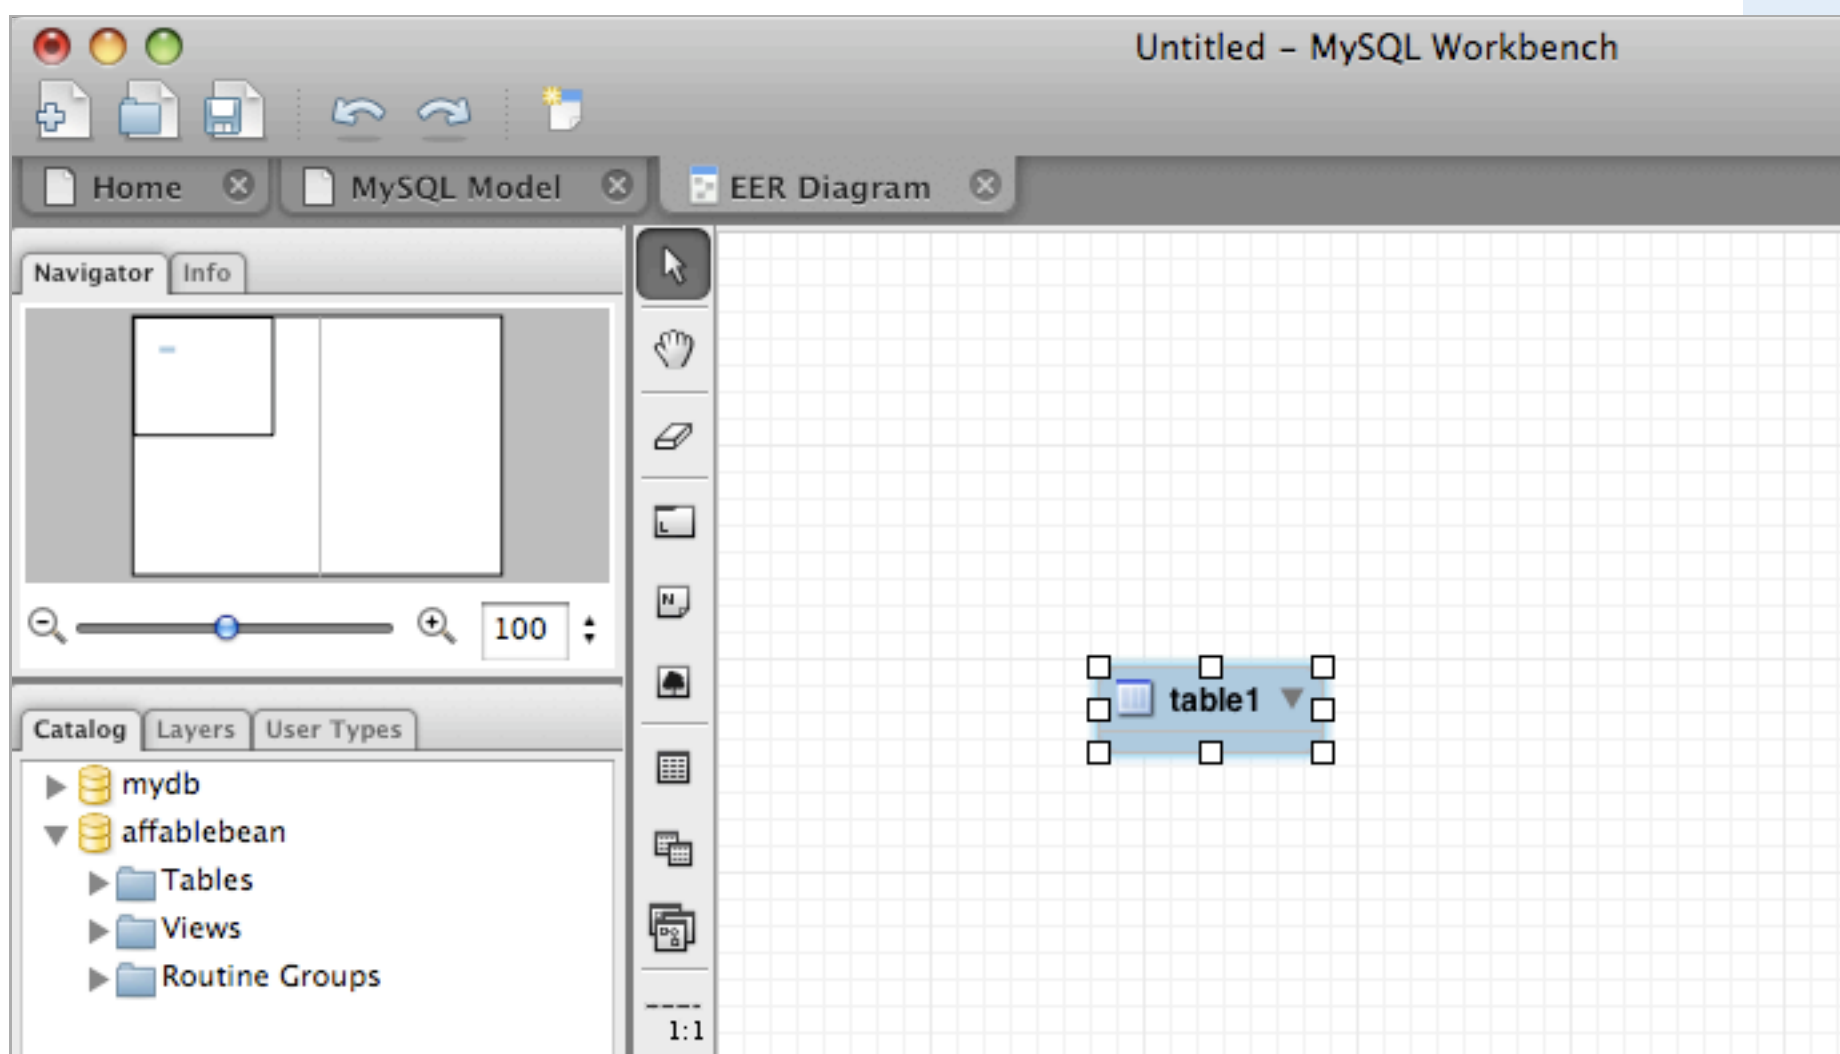 Untitled – MySQL Workbench
Home
MySQL Model
EER Diagram
Navigator
Info
L
N
100
table1
Catalog
Layers
User Types
mydb
affablebean
Tables
Views
Routine Groups
1:1